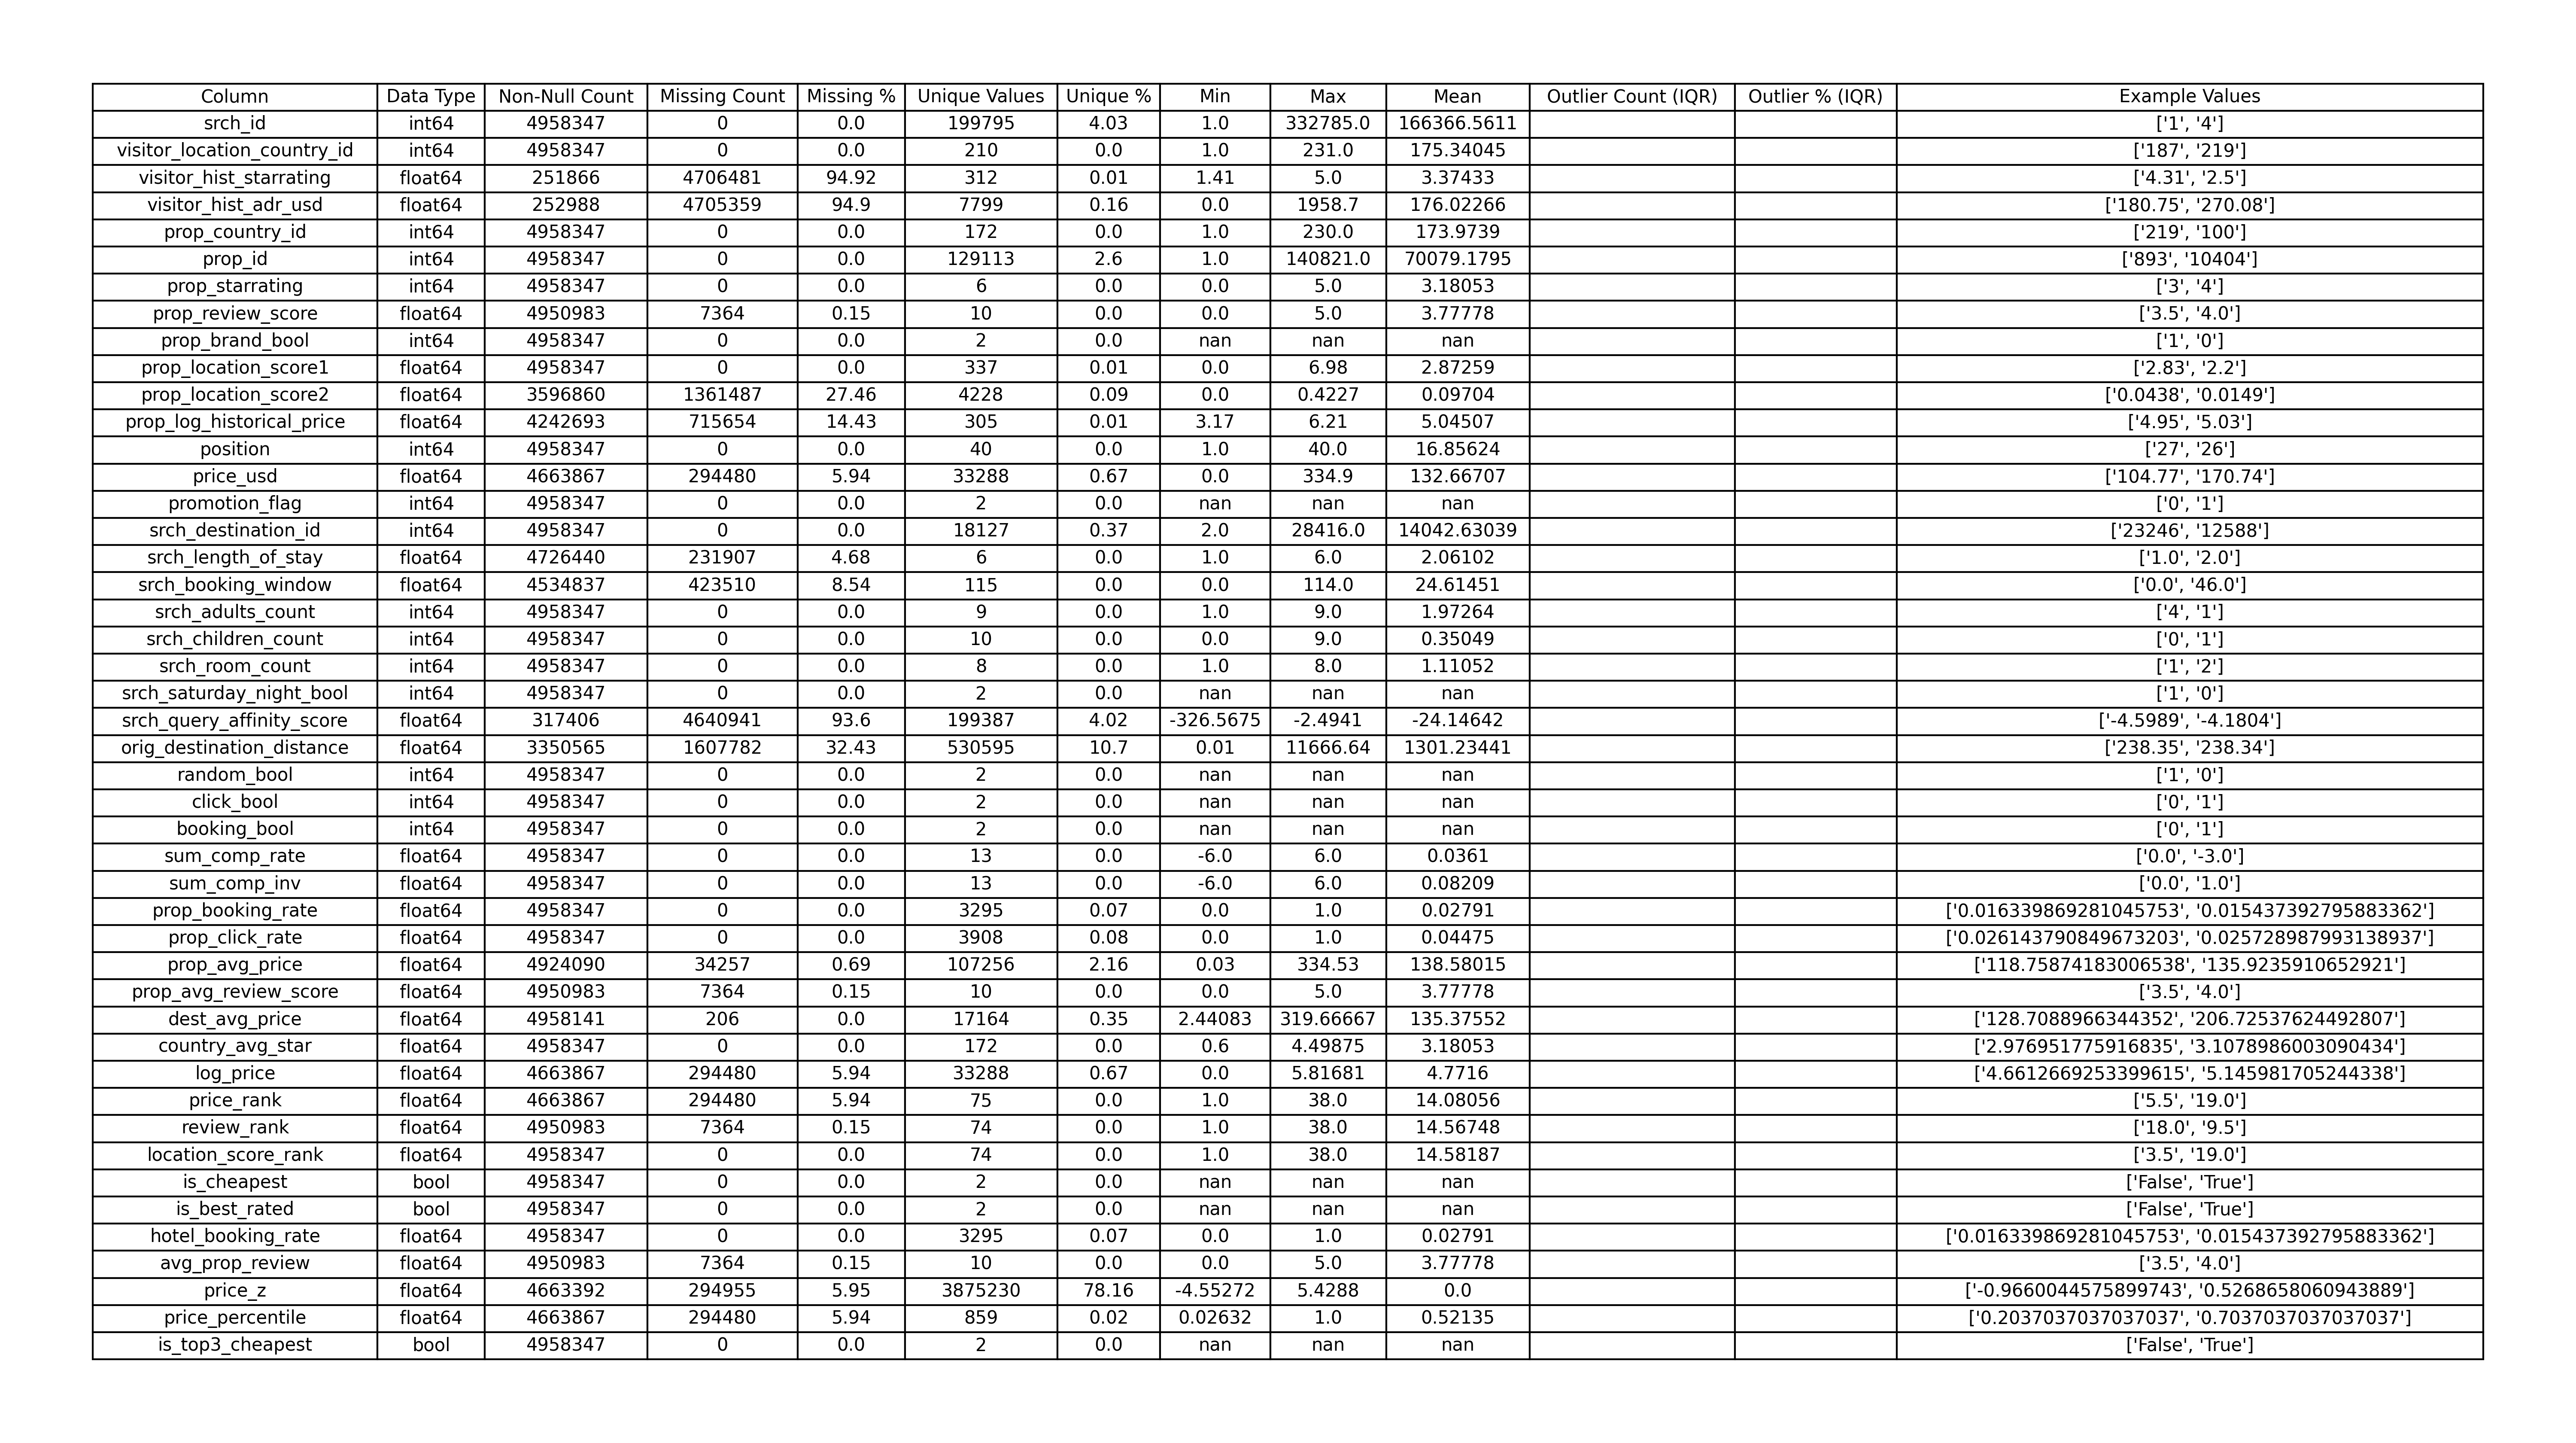 Column Data Type Non-Null Count Missing Count Missing % Unique Values Unique % Min Max Mean Outlier Count (IQR) Outlier % (IQR) Example Values
srch_id int64 4958347 0 0.0 199795 4.03 1.0 332785.0 166366.5611 ['1', '4']
visitor_location_country_id int64 4958347 0 0.0 210 0.0 1.0 231.0 175.34045 ['187', '219']
visitor_hist_starrating float64 251866 4706481 94.92 312 0.01 1.41 5.0 3.37433 ['4.31', '2.5']
visitor_hist_adr_usd float64 252988 4705359 94.9 7799 0.16 0.0 1958.7 176.02266 ['180.75', '270.08']
prop_country_id int64 4958347 0 0.0 172 0.0 1.0 230.0 173.9739 ['219', '100']
prop_id int64 4958347 0 0.0 129113 2.6 1.0 140821.0 70079.1795 ['893', '10404']
prop_starrating int64 4958347 0 0.0 6 0.0 0.0 5.0 3.18053 ['3', '4']
prop_review_score float64 4950983 7364 0.15 10 0.0 0.0 5.0 3.77778 ['3.5', '4.0']
prop_brand_bool int64 4958347 0 0.0 2 0.0 nan nan nan ['1', '0']
prop_location_score1 float64 4958347 0 0.0 337 0.01 0.0 6.98 2.87259 ['2.83', '2.2']
prop_location_score2 float64 3596860 1361487 27.46 4228 0.09 0.0 0.4227 0.09704 ['0.0438', '0.0149']
prop_log_historical_price float64 4242693 715654 14.43 305 0.01 3.17 6.21 5.04507 ['4.95', '5.03']
position int64 4958347 0 0.0 40 0.0 1.0 40.0 16.85624 ['27', '26']
price_usd float64 4663867 294480 5.94 33288 0.67 0.0 334.9 132.66707 ['104.77', '170.74']
promotion_flag int64 4958347 0 0.0 2 0.0 nan nan nan ['0', '1']
srch_destination_id int64 4958347 0 0.0 18127 0.37 2.0 28416.0 14042.63039 ['23246', '12588']
srch_length_of_stay float64 4726440 231907 4.68 6 0.0 1.0 6.0 2.06102 ['1.0', '2.0']
srch_booking_window float64 4534837 423510 8.54 115 0.0 0.0 114.0 24.61451 ['0.0', '46.0']
srch_adults_count int64 4958347 0 0.0 9 0.0 1.0 9.0 1.97264 ['4', '1']
srch_children_count int64 4958347 0 0.0 10 0.0 0.0 9.0 0.35049 ['0', '1']
srch_room_count int64 4958347 0 0.0 8 0.0 1.0 8.0 1.11052 ['1', '2']
srch_saturday_night_bool int64 4958347 0 0.0 2 0.0 nan nan nan ['1', '0']
srch_query_affinity_score float64 317406 4640941 93.6 199387 4.02 -326.5675 -2.4941 -24.14642 ['-4.5989', '-4.1804']
orig_destination_distance float64 3350565 1607782 32.43 530595 10.7 0.01 11666.64 1301.23441 ['238.35', '238.34']
random_bool int64 4958347 0 0.0 2 0.0 nan nan nan ['1', '0']
click_bool int64 4958347 0 0.0 2 0.0 nan nan nan ['0', '1']
booking_bool int64 4958347 0 0.0 2 0.0 nan nan nan ['0', '1']
sum_comp_rate float64 4958347 0 0.0 13 0.0 -6.0 6.0 0.0361 ['0.0', '-3.0']
sum_comp_inv float64 4958347 0 0.0 13 0.0 -6.0 6.0 0.08209 ['0.0', '1.0']
prop_booking_rate float64 4958347 0 0.0 3295 0.07 0.0 1.0 0.02791 ['0.016339869281045753', '0.015437392795883362']
prop_click_rate float64 4958347 0 0.0 3908 0.08 0.0 1.0 0.04475 ['0.026143790849673203', '0.025728987993138937']
prop_avg_price float64 4924090 34257 0.69 107256 2.16 0.03 334.53 138.58015 ['118.75874183006538', '135.9235910652921']
prop_avg_review_score float64 4950983 7364 0.15 10 0.0 0.0 5.0 3.77778 ['3.5', '4.0']
dest_avg_price float64 4958141 206 0.0 17164 0.35 2.44083 319.66667 135.37552 ['128.7088966344352', '206.72537624492807']
country_avg_star float64 4958347 0 0.0 172 0.0 0.6 4.49875 3.18053 ['2.976951775916835', '3.1078986003090434']
log_price float64 4663867 294480 5.94 33288 0.67 0.0 5.81681 4.7716 ['4.6612669253399615', '5.145981705244338']
price_rank float64 4663867 294480 5.94 75 0.0 1.0 38.0 14.08056 ['5.5', '19.0']
review_rank float64 4950983 7364 0.15 74 0.0 1.0 38.0 14.56748 ['18.0', '9.5']
location_score_rank float64 4958347 0 0.0 74 0.0 1.0 38.0 14.58187 ['3.5', '19.0']
is_cheapest bool 4958347 0 0.0 2 0.0 nan nan nan ['False', 'True']
is_best_rated bool 4958347 0 0.0 2 0.0 nan nan nan ['False', 'True']
hotel_booking_rate float64 4958347 0 0.0 3295 0.07 0.0 1.0 0.02791 ['0.016339869281045753', '0.015437392795883362']
avg_prop_review float64 4950983 7364 0.15 10 0.0 0.0 5.0 3.77778 ['3.5', '4.0']
price_z float64 4663392 294955 5.95 3875230 78.16 -4.55272 5.4288 0.0 ['-0.9660044575899743', '0.5268658060943889']
price_percentile float64 4663867 294480 5.94 859 0.02 0.02632 1.0 0.52135 ['0.2037037037037037', '0.7037037037037037']
is_top3_cheapest bool 4958347 0 0.0 2 0.0 nan nan nan ['False', 'True']